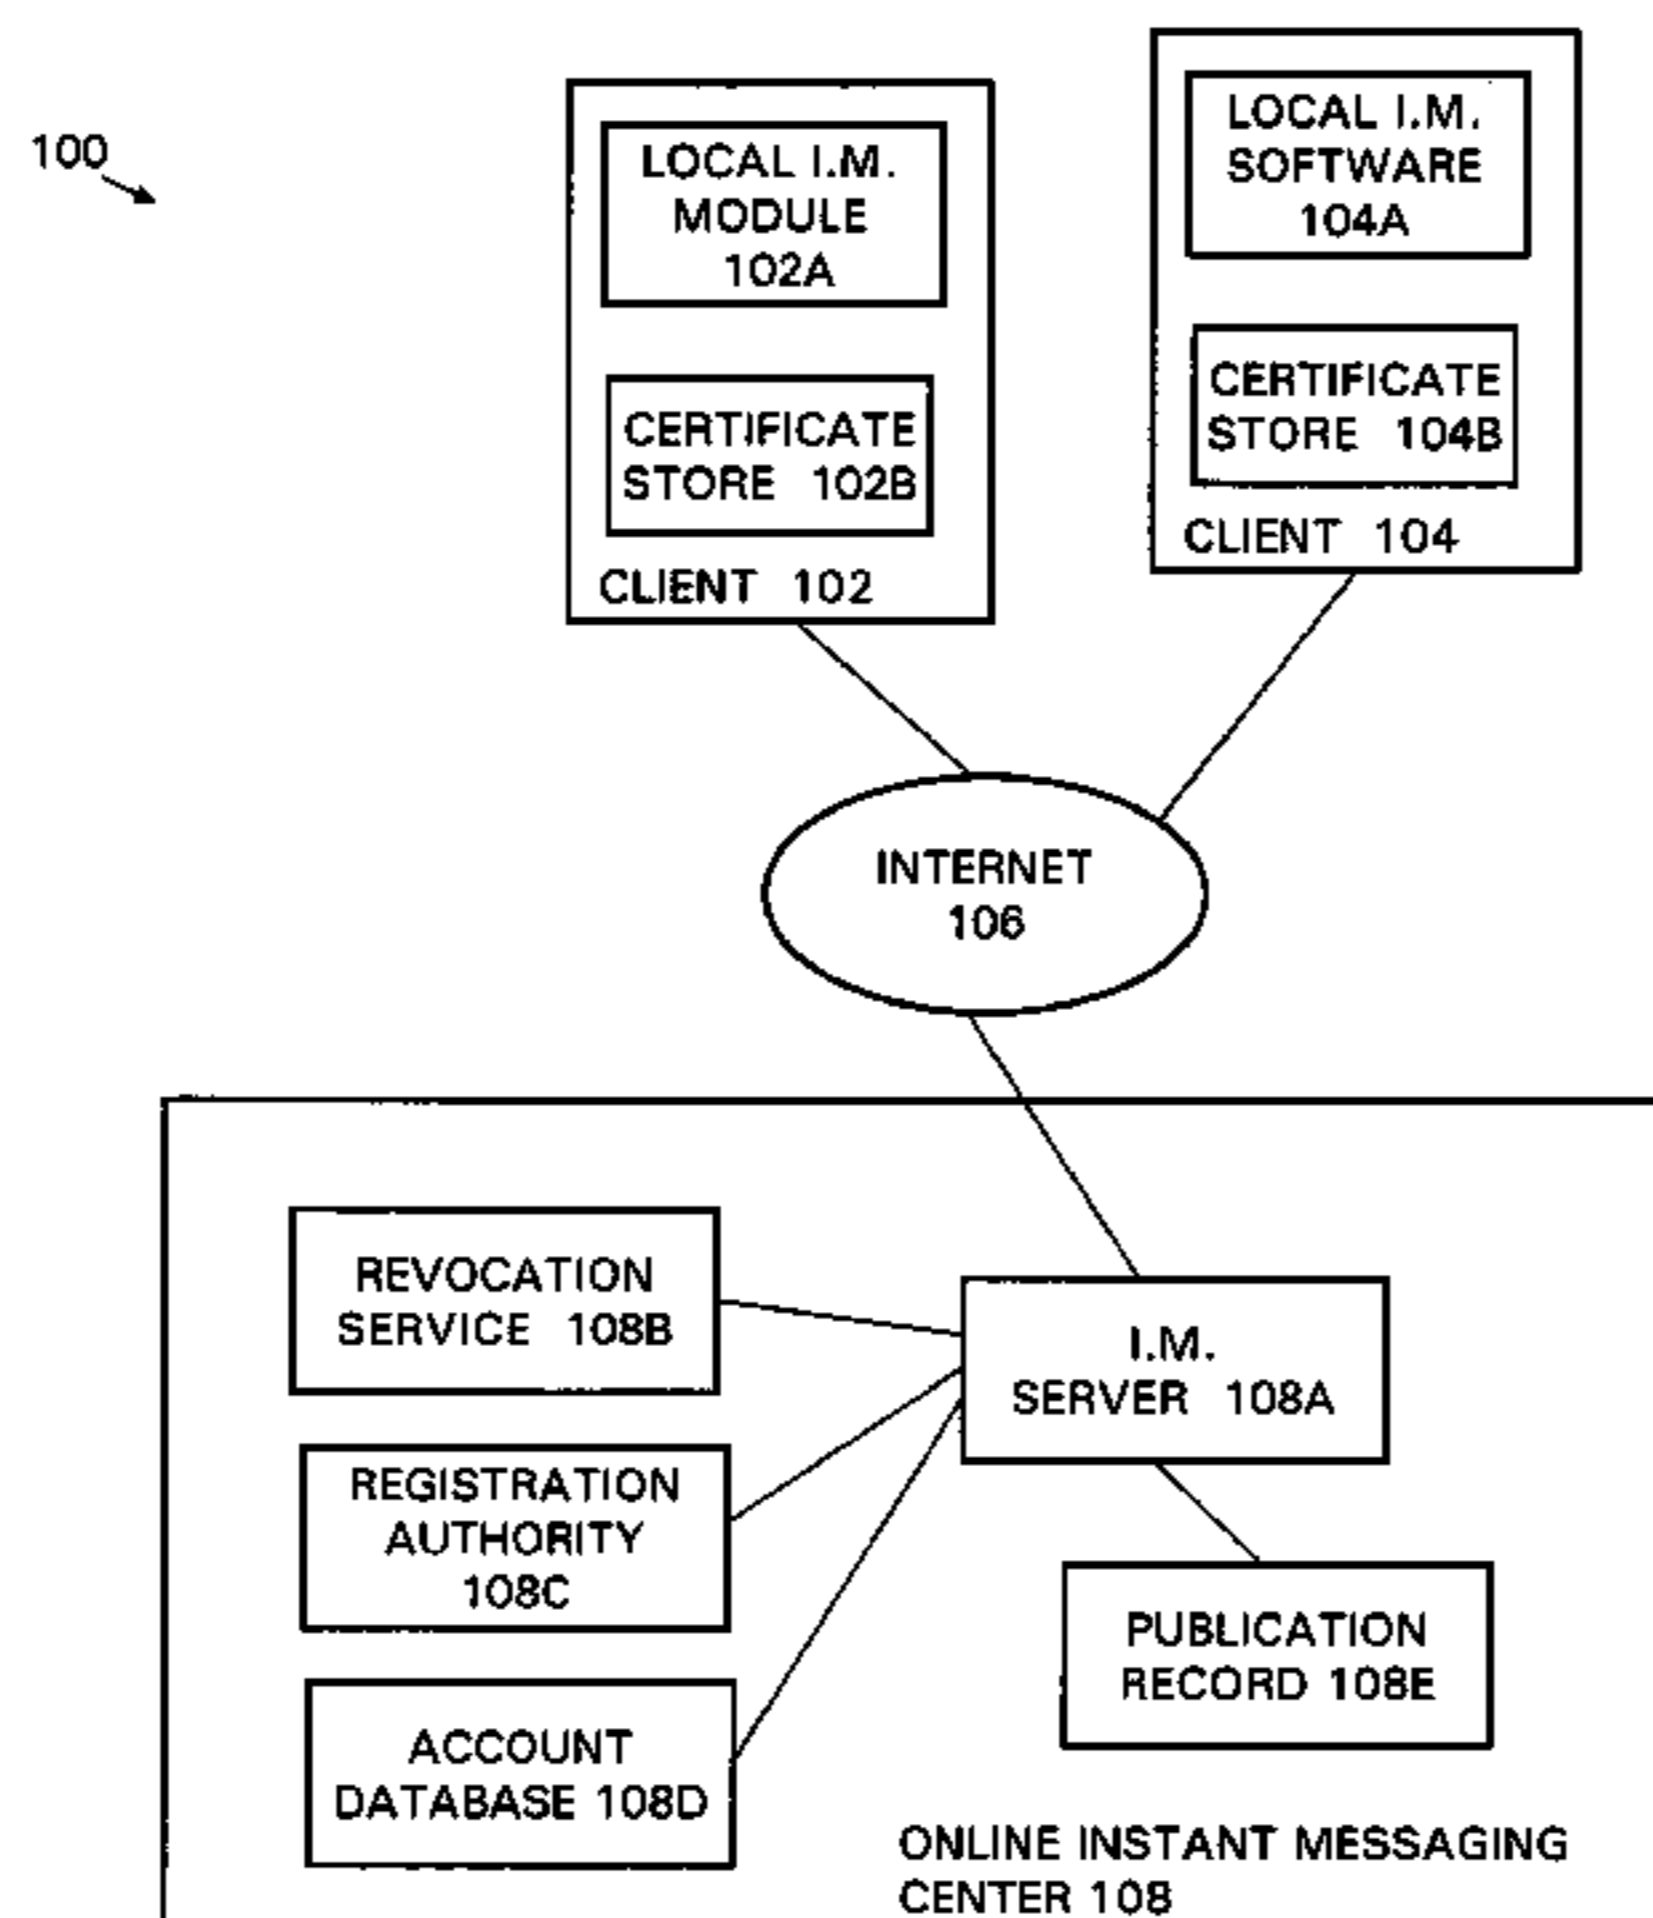 100
LOCAL I.M.
MODULE
102A
CERTIFICATE
STORE 102B
CLIENT 102
LOCAL I.M.
SOFTWARE
104A
CERTIFICATE
STORE 104B
CLIENT 104
INTERNET
106
REVOCATION
SERVICE 108B
I.M.
SERVER 108A
REGISTRATION
AUTHORITY
108C
PUBLICATION
RECORD 108E
ACCOUNT
DATABASE 108D
ONLINE INSTANT MESSAGING
CENTER 108